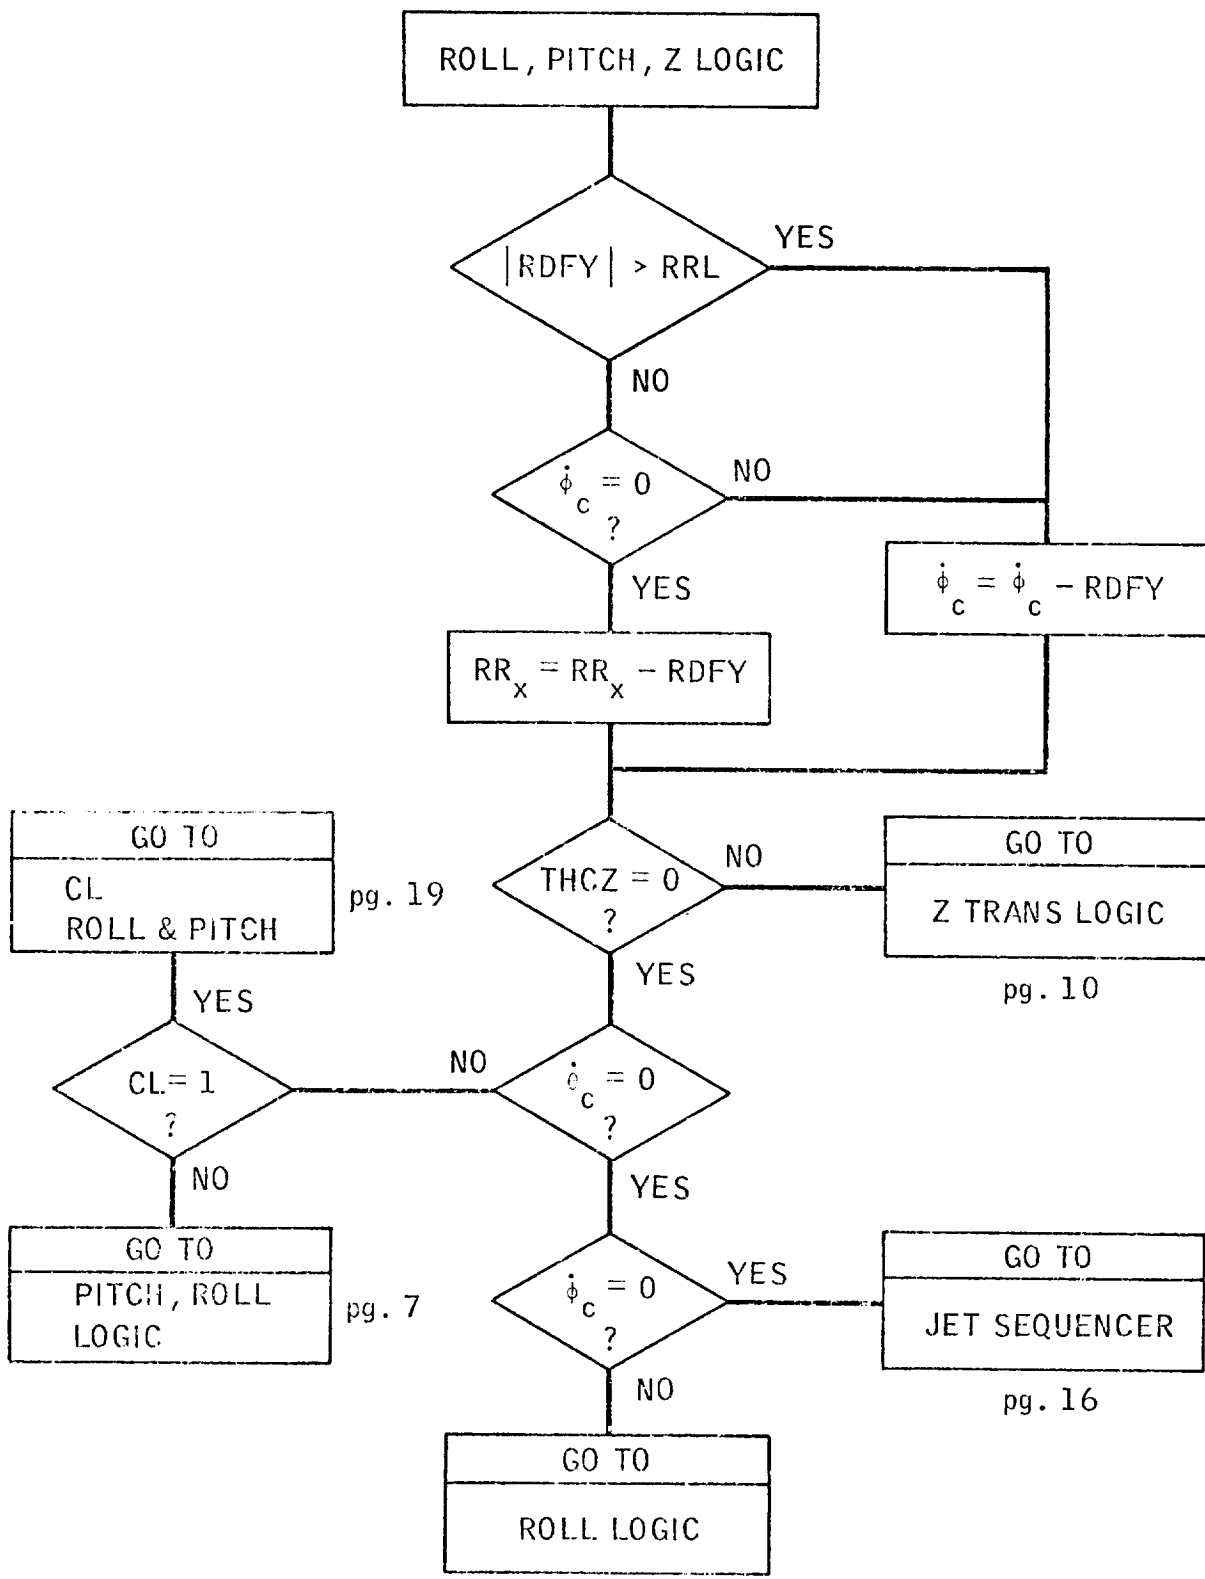 ROLL, PITCH, Z LOGIC
|RDFY| > RRL
YES
NO
φ̇c = 0
?
NO
YES
φ̇c = φ̇c − RDFY
RRx = RRx − RDFY
THCZ = 0
?
NO
YES
GO TO
Z TRANS LOGIC
pg. 10
GO TO
CL
ROLL & PITCH
pg. 19
YES
CL = 1
?
NO
NO
θ̇c = 0
?
YES
GO TO
PITCH, ROLL
LOGIC
pg. 7
φ̇c = 0
?
YES
NO
GO TO
JET SEQUENCER
pg. 16
GO TO
ROLL LOGIC